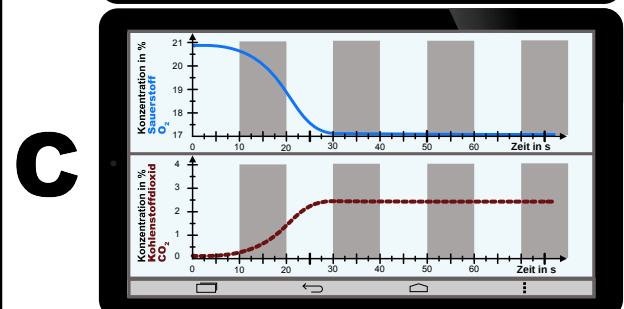 C
Konzentration in %
Sauerstoff
O₂
21
20
19
18
17
0 10 20 30 40 50 60 Zeit in s
Konzentration in %
Kohlenstoffdioxid
CO₂
4
3
2
1
0
0 10 20 30 40 50 60 Zeit in s